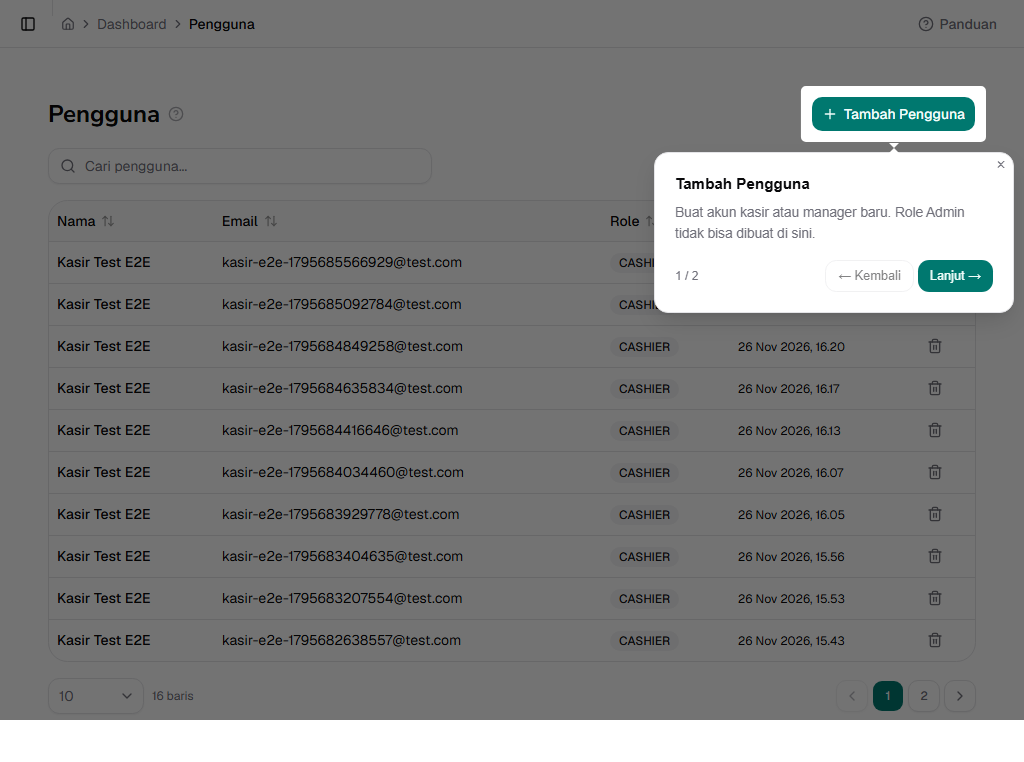 Dashboard > Pengguna
Panduan
Pengguna
+ Tambah Pengguna
Cari pengguna...
Tambah Pengguna
Buat akun kasir atau manager baru. Role Admin
tidak bisa dibuat di sini.
1 / 2
← Kembali
Lanjut →
Nama Email Role
Kasir Test E2E kasir-e2e-1795685566929@test.com
Kasir Test E2E kasir-e2e-1795685092784@test.com
Kasir Test E2E kasir-e2e-1795684849258@test.com CASHIER 26 Nov 2026, 16.20
Kasir Test E2E kasir-e2e-1795684635834@test.com CASHIER 26 Nov 2026, 16.17
Kasir Test E2E kasir-e2e-1795684416646@test.com CASHIER 26 Nov 2026, 16.13
Kasir Test E2E kasir-e2e-1795684034460@test.com CASHIER 26 Nov 2026, 16.07
Kasir Test E2E kasir-e2e-1795683929778@test.com CASHIER 26 Nov 2026, 16.05
Kasir Test E2E kasir-e2e-1795683404635@test.com CASHIER 26 Nov 2026, 15.56
Kasir Test E2E kasir-e2e-1795683207554@test.com CASHIER 26 Nov 2026, 15.53
Kasir Test E2E kasir-e2e-1795682638557@test.com CASHIER 26 Nov 2026, 15.43
10 16 baris 1 2